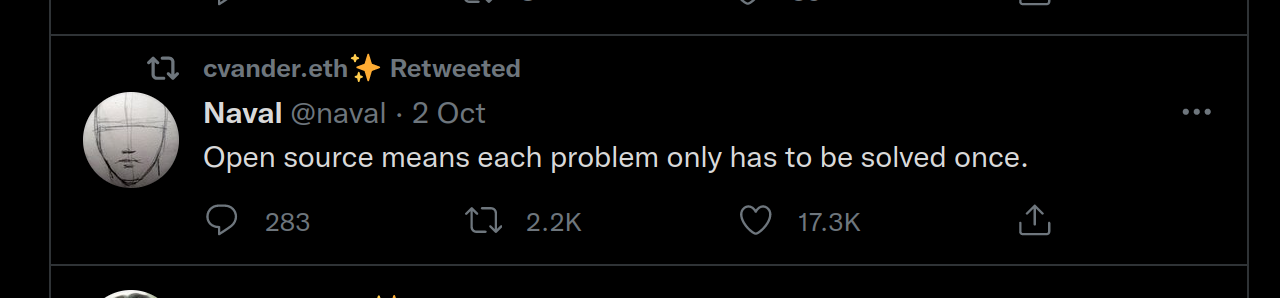 cvander.eth✨ Retweeted
Naval @naval · 2 Oct
Open source means each problem only has to be solved once.
283 2.2K 17.3K